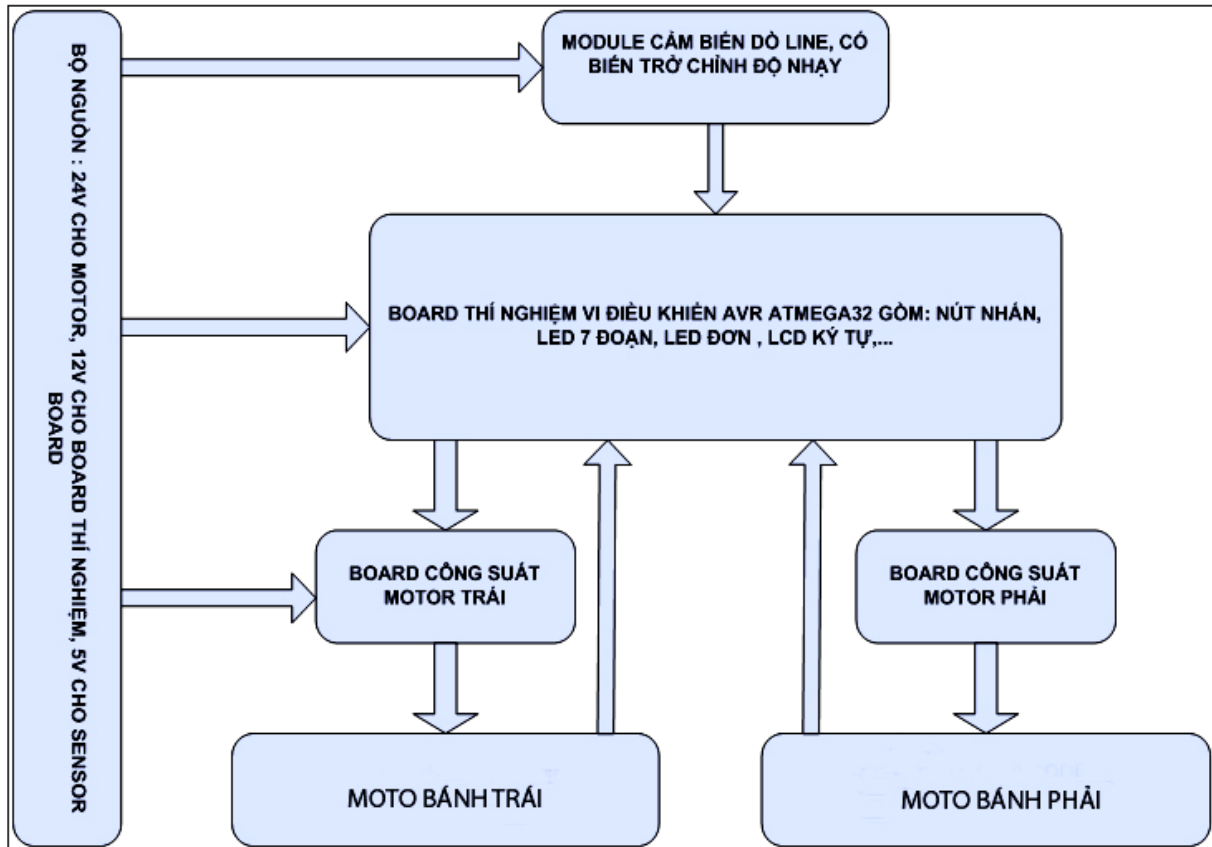 BỘ NGUỒN : 24V CHO MOTOR, 12V CHO BOARD THÍ NGHIỆM, 5V CHO SENSOR
BOARD
MODULE CẢM BIẾN DÒ LINE, CÓ
BIẾN TRỞ CHỈNH ĐỘ NHẠY
BOARD THÍ NGHIỆM VI ĐIỀU KHIỂN AVR ATMEGA32 GỒM: NÚT NHẤN,
LED 7 ĐOẠN, LED ĐƠN , LCD KÝ TỰ,...
BOARD CÔNG SUẤT
MOTOR TRÁI
BOARD CÔNG SUẤT
MOTOR PHẢI
MOTO BÁNH TRÁI
MOTO BÁNH PHẢI